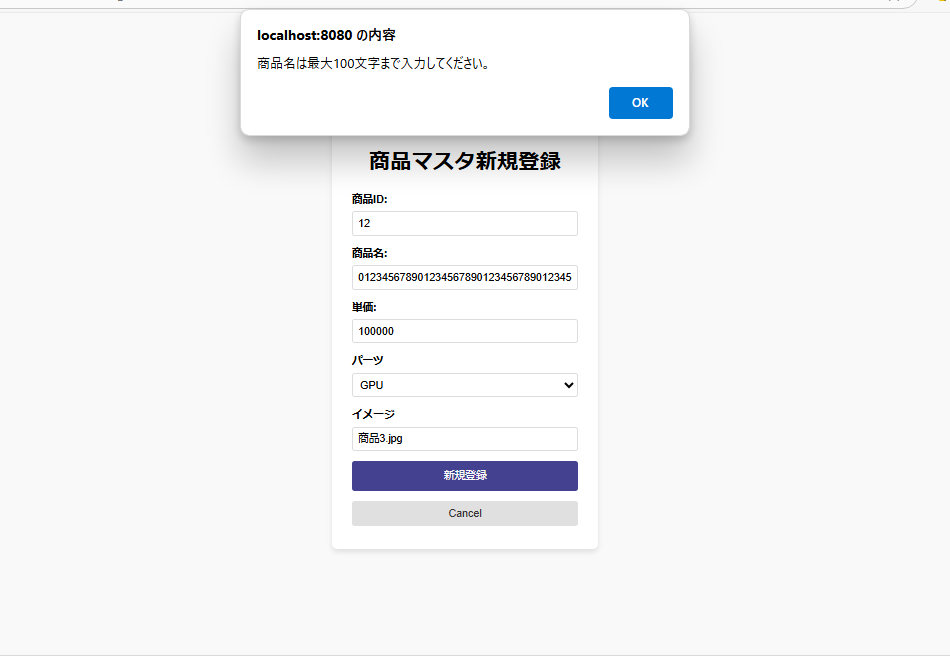 localhost:8080 の内容
商品名は最大100文字まで入力してください。
OK
商品マスタ新規登録
商品ID:
12
商品名:
012345678901234567890123456789012345
単価:
100000
パーツ
GPU
イメージ
商品3.jpg
新規登録
Cancel